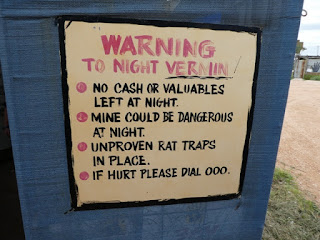 WARNING
TO NIGHT VERMIN!
NO CASH OR VALUABLES
LEFT AT NIGHT.
MINE COULD BE DANGEROUS
AT NIGHT.
UNPROVEN RAT TRAPS
IN PLACE.
IF HURT PLEASE DIAL 000.